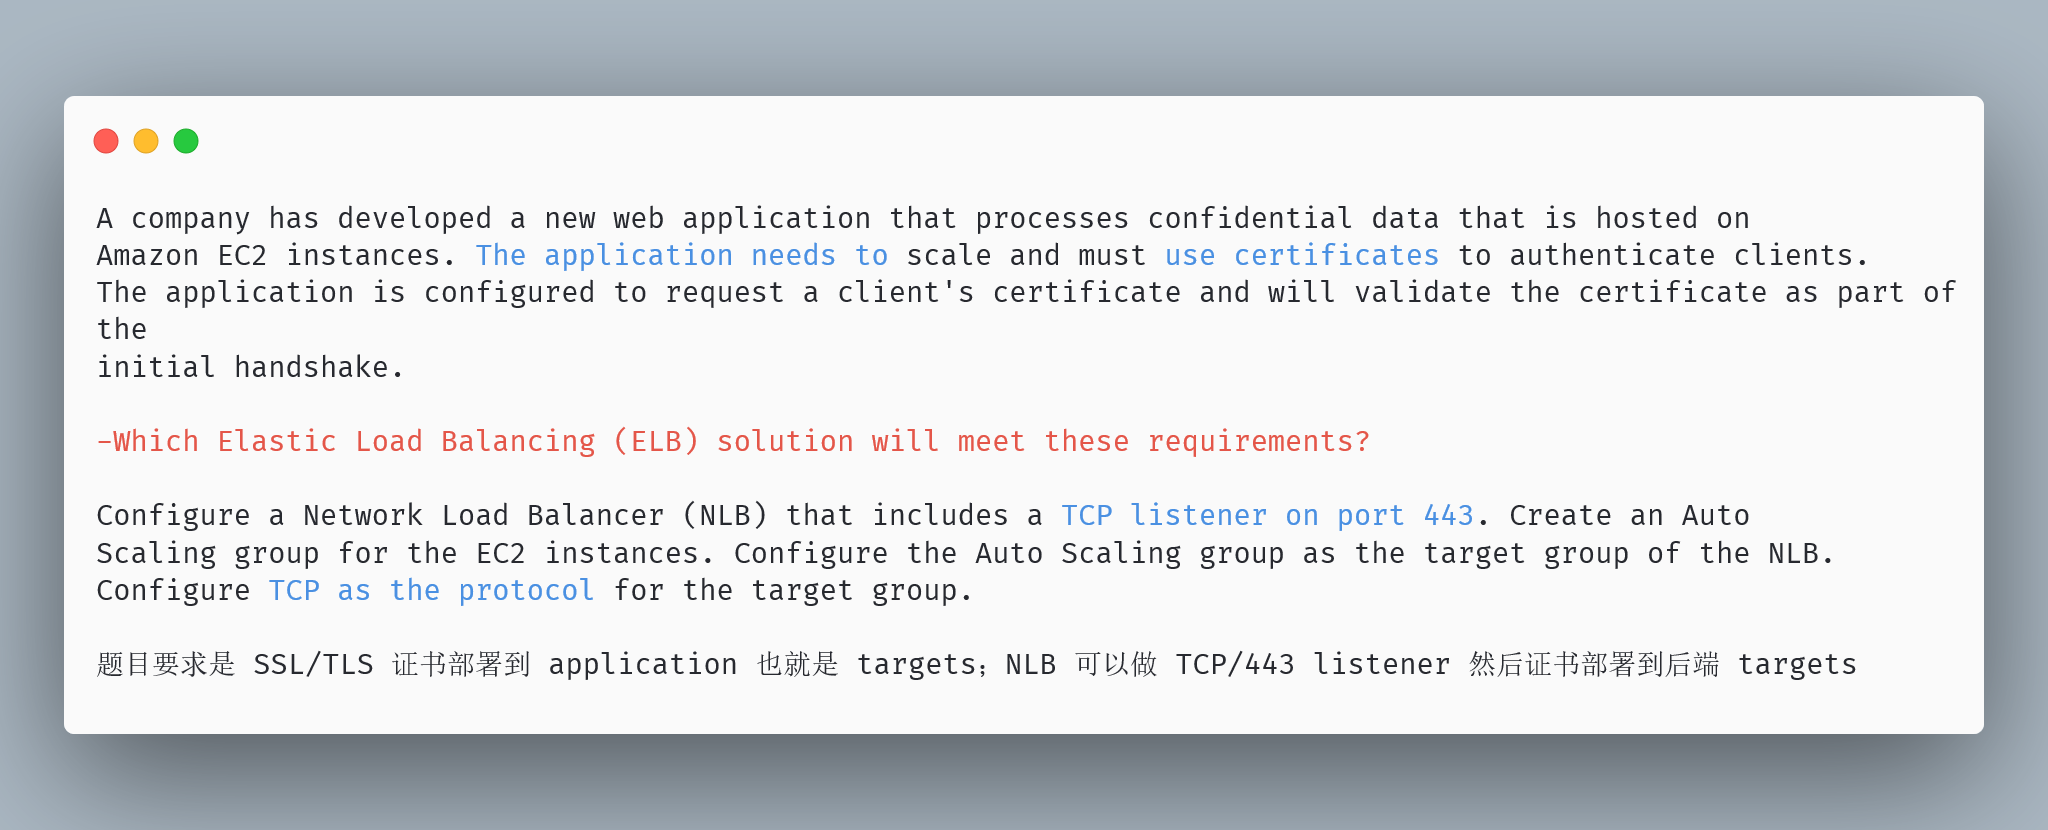 A company has developed a new web application that processes confidential data that is hosted on
Amazon EC2 instances. The application needs to scale and must use certificates to authenticate clients.
The application is configured to request a client's certificate and will validate the certificate as part of
the
initial handshake.
-Which Elastic Load Balancing (ELB) solution will meet these requirements?
Configure a Network Load Balancer (NLB) that includes a TCP listener on port 443. Create an Auto
Scaling group for the EC2 instances. Configure the Auto Scaling group as the target group of the NLB.
Configure TCP as the protocol for the target group.
题目要求是 SSL/TLS 证书部署到 application 也就是 targets；NLB 可以做 TCP/443 listener 然后证书部署到后端 targets